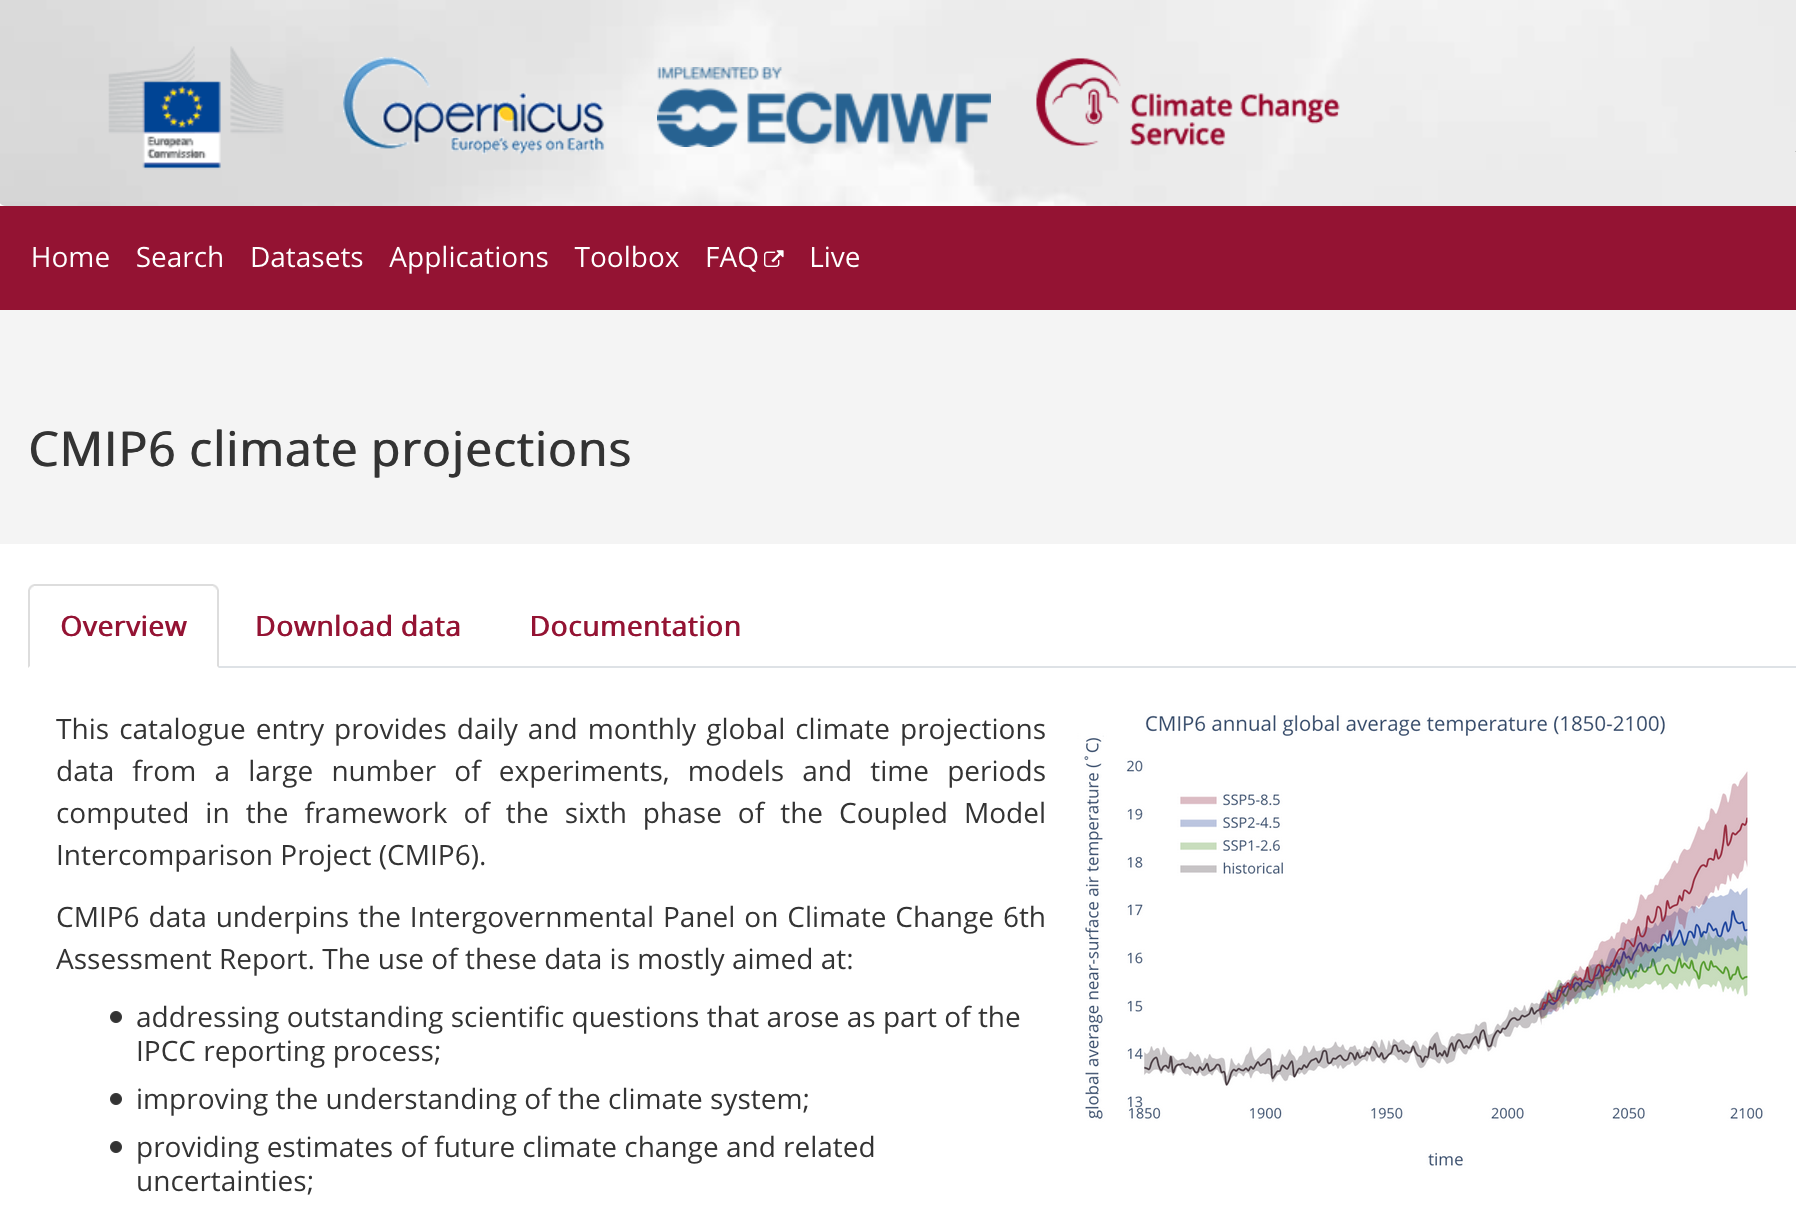 European
Commission
Copernicus
Europe's eyes on Earth
IMPLEMENTED BY
ECMWF
Climate Change
Service
Home Search Datasets Applications Toolbox FAQ Live
CMIP6 climate projections
Overview Download data Documentation
This catalogue entry provides daily and monthly global climate projections
data from a large number of experiments, models and time periods
computed in the framework of the sixth phase of the Coupled Model
Intercomparison Project (CMIP6).
CMIP6 data underpins the Intergovernmental Panel on Climate Change 6th
Assessment Report. The use of these data is mostly aimed at:
• addressing outstanding scientific questions that arose as part of the
IPCC reporting process;
• improving the understanding of the climate system;
• providing estimates of future climate change and related
uncertainties;
CMIP6 annual global average temperature (1850-2100)
global average near-surface air temperature (˚C)
20
19
18
17
16
15
14
13
SSP5-8.5
SSP2-4.5
SSP1-2.6
historical
1850 1900 1950 2000 2050 2100
time